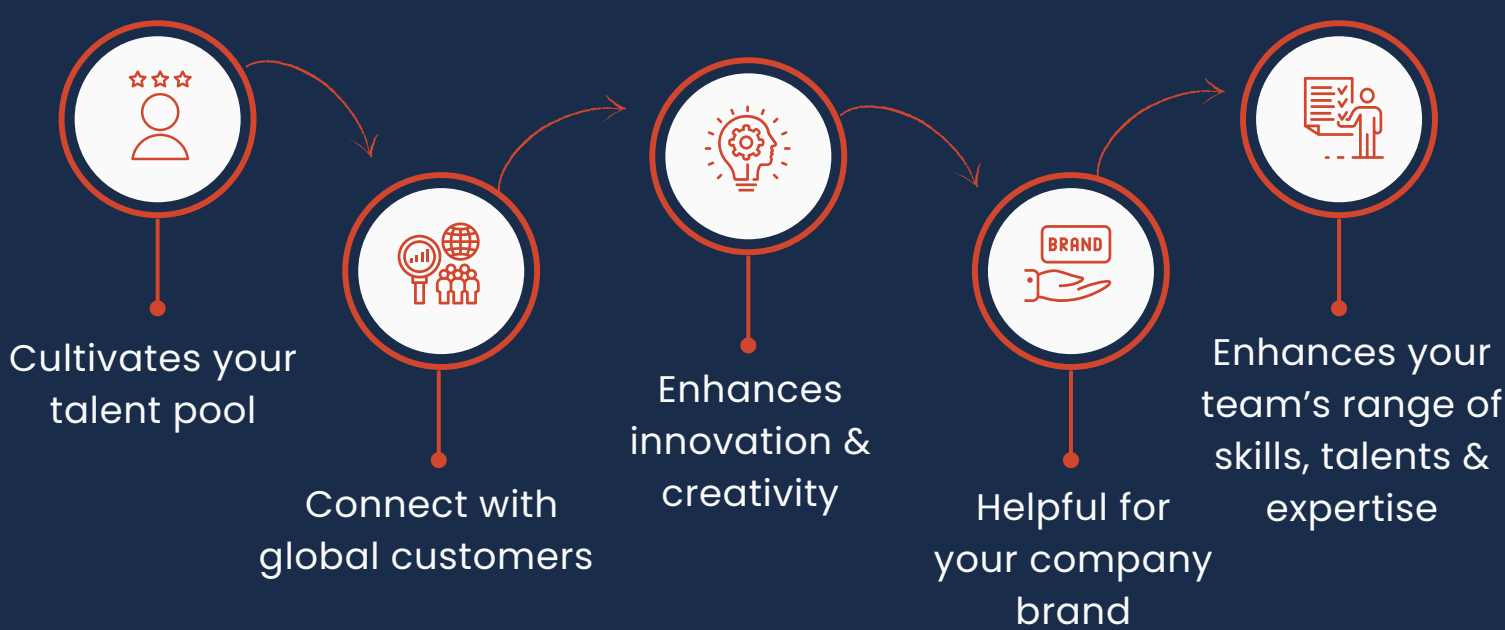 Cultivates your
talent pool
Connect with
global customers
Enhances
innovation &
creativity
BRAND
Helpful for
your company
brand
Enhances your
team’s range of
skills, talents &
expertise